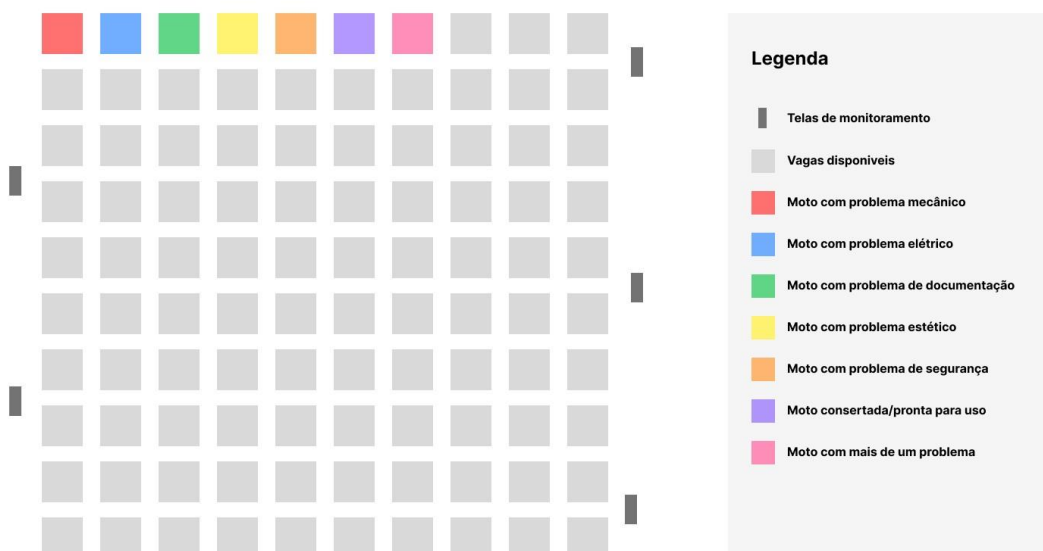 Legenda
Telas de monitoramento
Vagas disponiveis
Moto com problema mecânico
Moto com problema elétrico
Moto com problema de documentação
Moto com problema estético
Moto com problema de segurança
Moto consertada/pronta para uso
Moto com mais de um problema